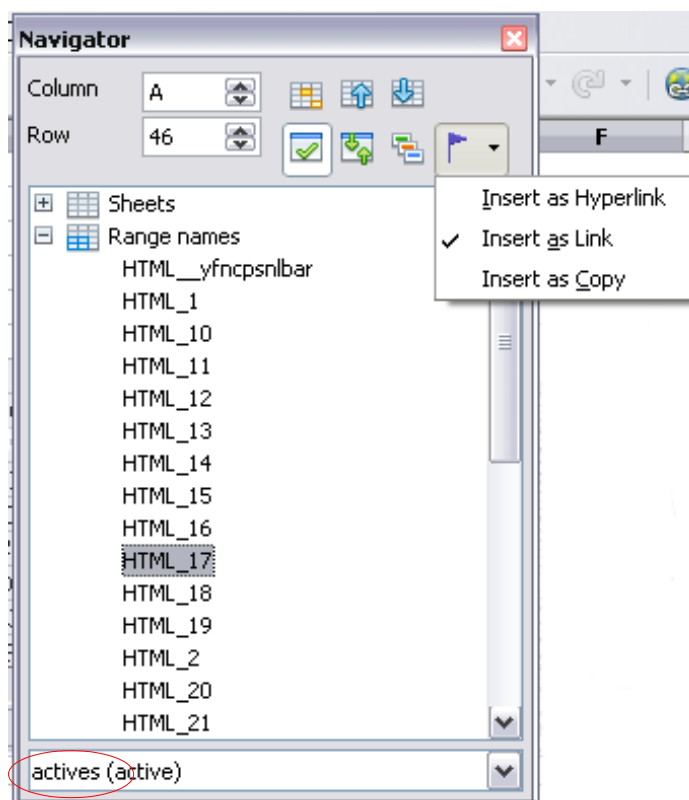 Navigator
Column A
Row 46
F
Insert as Hyperlink
Insert as Link
Insert as Copy
Sheets
Range names
HTML__yfncpsnlbar
HTML_1
HTML_10
HTML_11
HTML_12
HTML_13
HTML_14
HTML_15
HTML_16
HTML_17
HTML_18
HTML_19
HTML_2
HTML_20
HTML_21
actives (active)